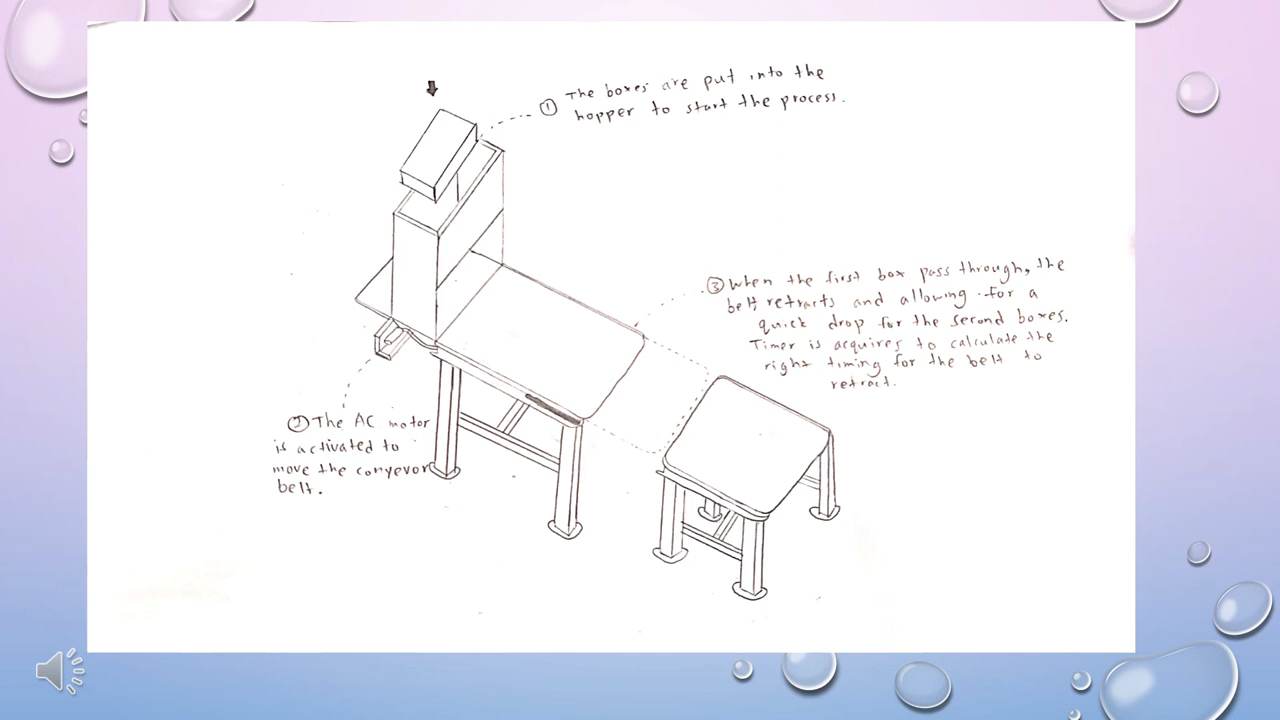 ① The boxes are put into the
hopper to start the process.
② The AC motor
is activated to
move the conyevor
belt.
③ When the first box pass through, the
belt retracts and allowing for a
quick drop for the second boxes.
Timer is acquires to calculate the
right timing for the belt to
retract.